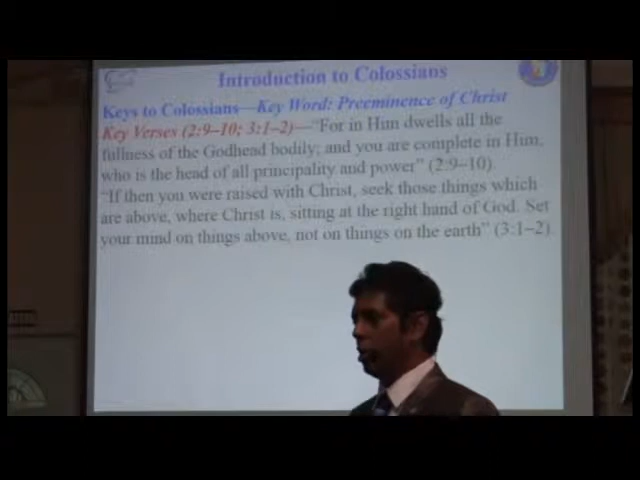 Introduction to Colossians
Keys to Colossians—Key Word: Preeminence of Christ
Key Verses (2:9–10; 3:1–2)—"For in Him dwells all the
fullness of the Godhead bodily; and you are complete in Him,
who is the head of all principality and power" (2:9–10).
"If then you were raised with Christ, seek those things which
are above, where Christ is, sitting at the right hand of God. Set
your mind on things above, not on things on the earth" (3:1–2).